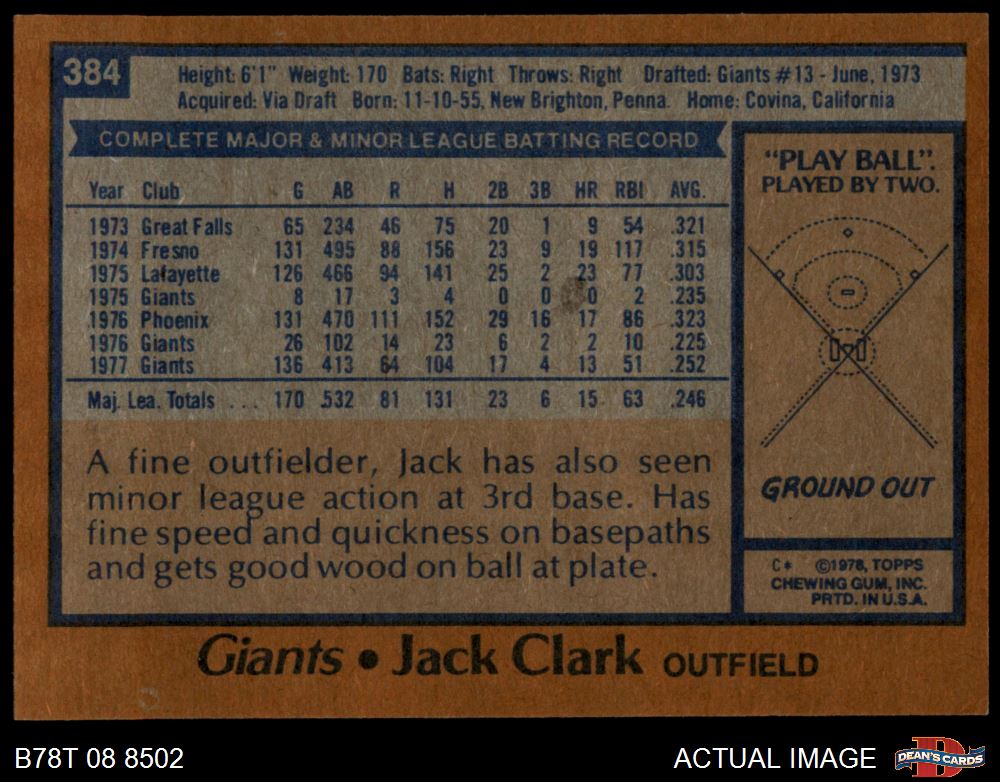 384
Height: 6'1" Weight: 170 Bats: Right Throws: Right Drafted: Giants #13 - June, 1973
Acquired: Via Draft Born: 11-10-55, New Brighton, Penna. Home: Covina, California
COMPLETE MAJOR & MINOR LEAGUE BATTING RECORD
Year Club G AB R H 2B 3B HR RBI AVG.
1973 Great Falls 65 234 46 75 20 1 9 54 .321
1974 Fresno 131 495 88 156 23 9 19 117 .315
1975 Lafayette 126 466 94 141 25 2 23 77 .303
1975 Giants 8 17 3 4 0 0 0 2 .235
1976 Phoenix 131 470 111 152 29 16 17 86 .323
1976 Giants 26 102 14 23 6 2 2 10 .225
1977 Giants 136 413 64 104 17 4 13 51 .252
Maj. Lea. Totals . . . 170 532 81 131 23 6 15 63 .246
A fine outfielder, Jack has also seen
minor league action at 3rd base. Has
fine speed and quickness on basepaths
and gets good wood on ball at plate.
"PLAY BALL".
PLAYED BY TWO.
GROUND OUT
C* ©1978, TOPPS
CHEWING GUM, INC.
PRTD. IN U.S.A.
Giants • Jack Clark OUTFIELD
B78T 08 8502
ACTUAL IMAGE
D
DEAN'S CARDS